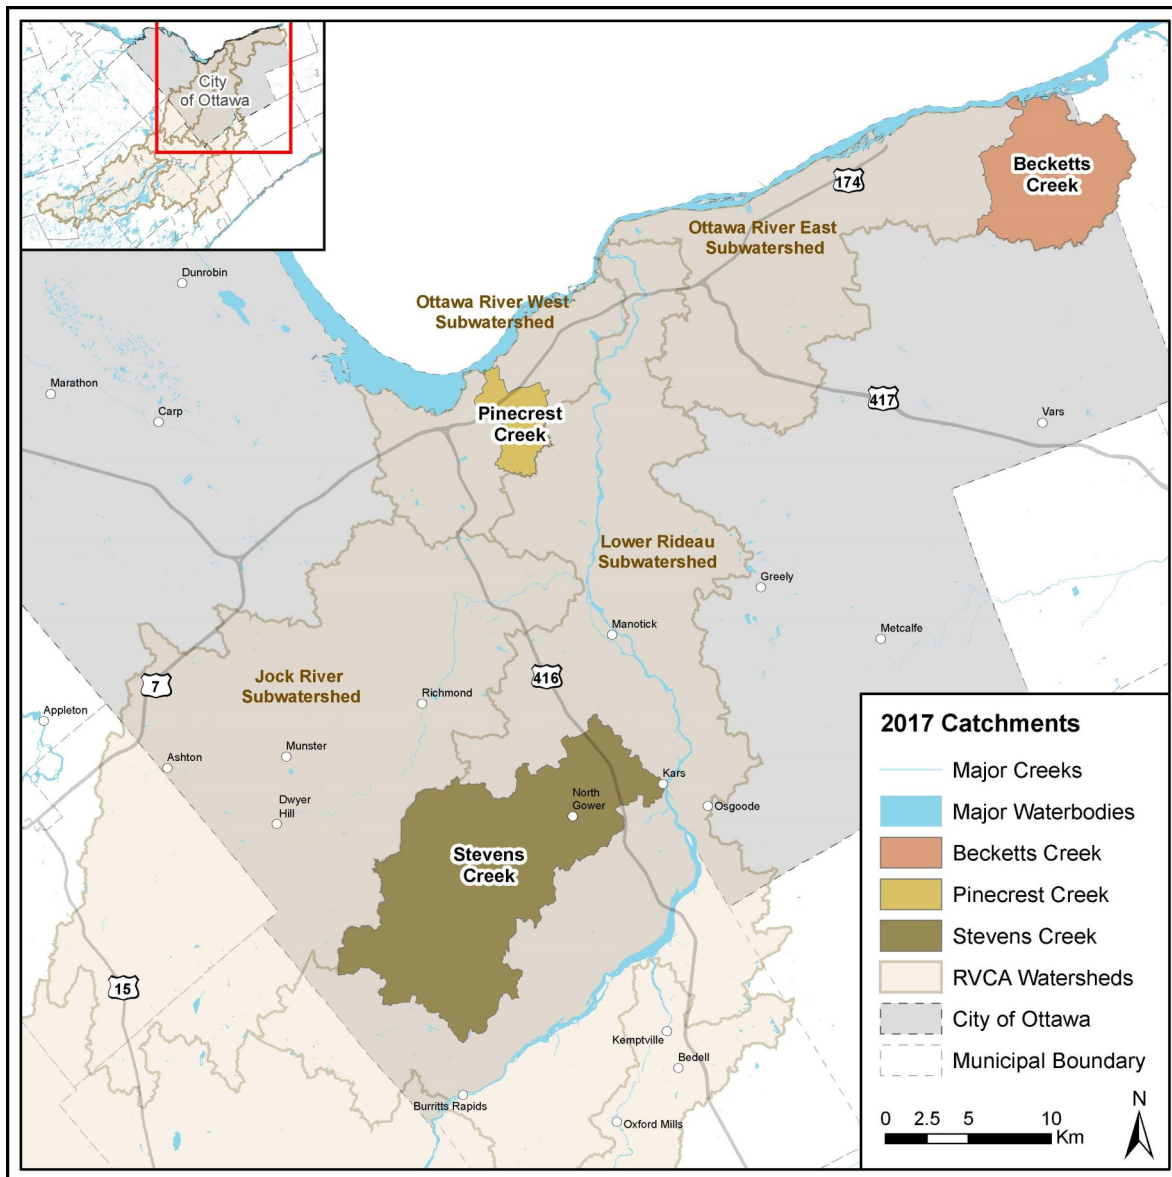 City
of Ottawa
Becketts
Creek
174
Ottawa River East
Subwatershed
Dunrobin
Ottawa River West
Subwatershed
Marathon
Carp
Pinecrest
Creek
417
Vars
Lower Rideau
Subwatershed
Greely
Manotick
Metcalfe
Jock River
Subwatershed
7
416
Richmond
Appleton
Ashton
Munster
Kars
Dwyer
Hill
North
Gower
Osgoode
Stevens
Creek
15
Kemptville
Bedell
Burritts Rapids
Oxford Mills
2017 Catchments
Major Creeks
Major Waterbodies
Becketts Creek
Pinecrest Creek
Stevens Creek
RVCA Watersheds
City of Ottawa
Municipal Boundary
N
0 2.5 5 10
Km